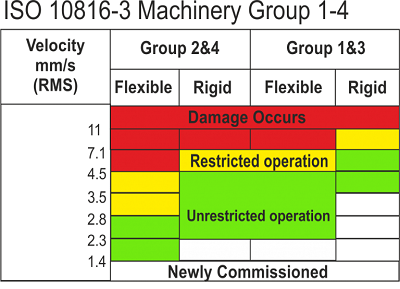 ISO 10816-3 Machinery Group 1-4
Velocity
mm/s
(RMS)
Group 2&4
Group 1&3
Flexible
Rigid
Flexible
Rigid
Damage Occurs
11
7.1
Restricted operation
4.5
3.5
Unrestricted operation
2.8
2.3
1.4
Newly Commissioned